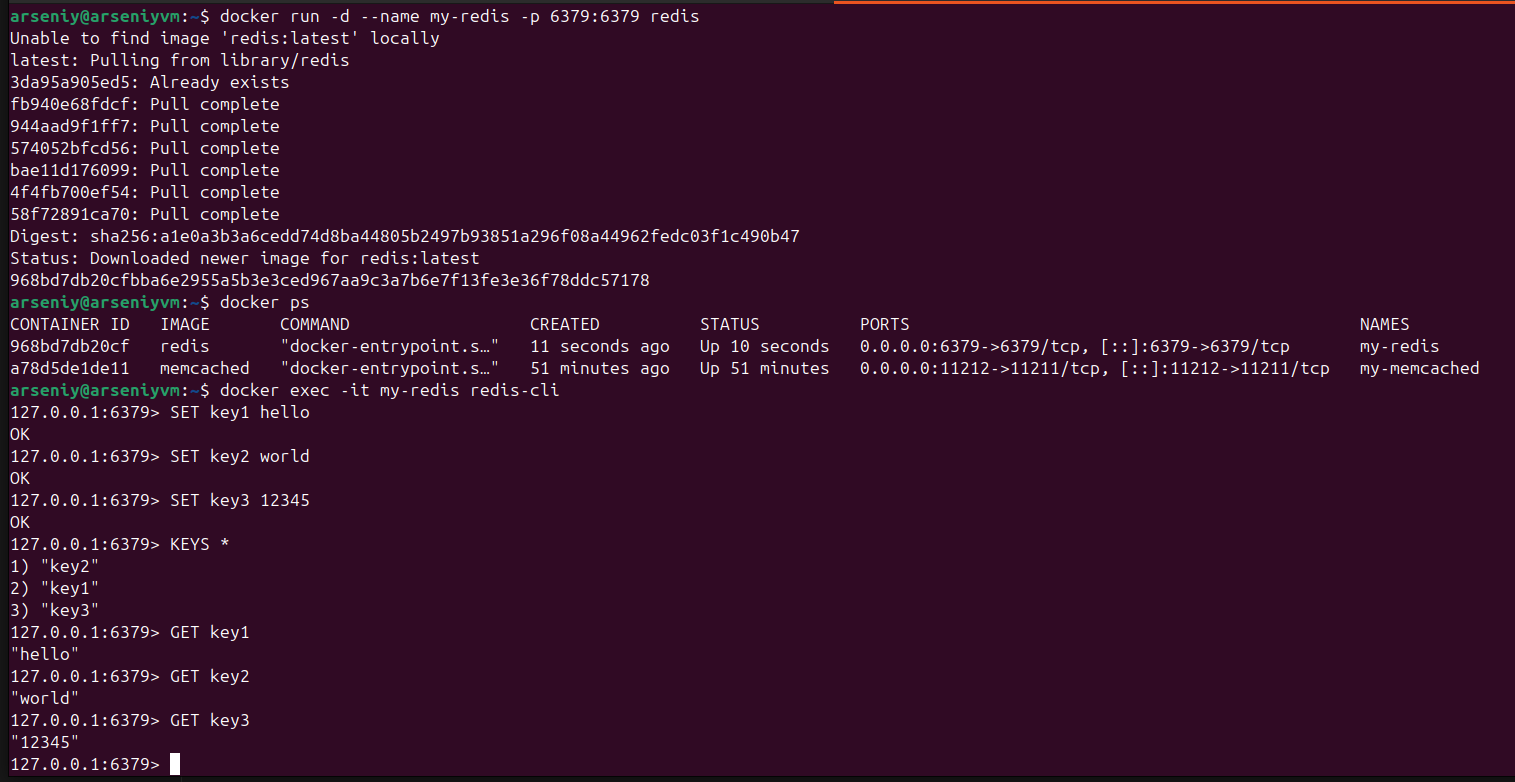 arseniy@arseniyvm:~$ docker run -d --name my-redis -p 6379:6379 redis
Unable to find image 'redis:latest' locally
latest: Pulling from library/redis
3da95a905ed5: Already exists
fb940e68fdcf: Pull complete
944aad9f1ff7: Pull complete
574052bfcd56: Pull complete
bae11d176099: Pull complete
4f4fb700ef54: Pull complete
58f72891ca70: Pull complete
Digest: sha256:a1e0a3b3a6cedd74d8ba44805b2497b93851a296f08a44962fedc03f1c490b47
Status: Downloaded newer image for redis:latest
968bd7db20cfbba6e2955a5b3e3ced967aa9c3a7b6e7f13fe3e36f78ddc57178
arseniy@arseniyvm:~$ docker ps
CONTAINER ID   IMAGE       COMMAND                  CREATED          STATUS          PORTS                                             NAMES
968bd7db20cf   redis       "docker-entrypoint.s…"   11 seconds ago   Up 10 seconds   0.0.0.0:6379->6379/tcp, [::]:6379->6379/tcp       my-redis
a78d5de1de11   memcached   "docker-entrypoint.s…"   51 minutes ago   Up 51 minutes   0.0.0.0:11212->11211/tcp, [::]:11212->11211/tcp   my-memcached
arseniy@arseniyvm:~$ docker exec -it my-redis redis-cli
127.0.0.1:6379> SET key1 hello
OK
127.0.0.1:6379> SET key2 world
OK
127.0.0.1:6379> SET key3 12345
OK
127.0.0.1:6379> KEYS *
1) "key2"
2) "key1"
3) "key3"
127.0.0.1:6379> GET key1
"hello"
127.0.0.1:6379> GET key2
"world"
127.0.0.1:6379> GET key3
"12345"
127.0.0.1:6379>